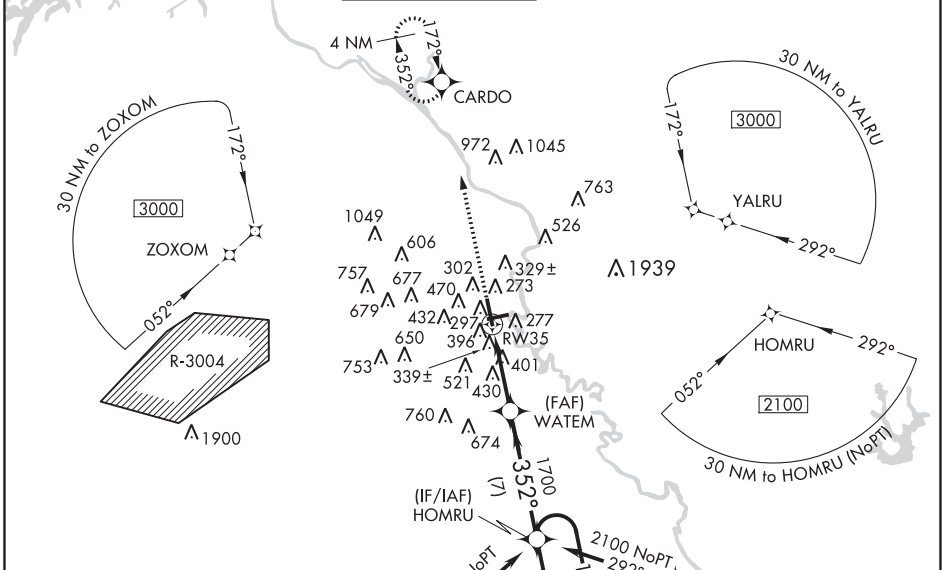 4 NM
172°
352°
CARDO
30 NM to ZOXOM
172°
3000
ZOXOM
052°
30 NM to YALRU
3000
172°
YALRU
292°
972
1045
763
526
1049
606
757
677
679
302
470
329±
273
1939
432
297
277
396
RW35
650
753
339±
401
521
430
R-3004
1900
760
674
(FAF)
WATEM
HOMRU
292°
052°
2100
30 NM to HOMRU (NoPT)
1700
352°
(7)
(IF/IAF)
HOMRU
2100 NoPT
292°
NoPT